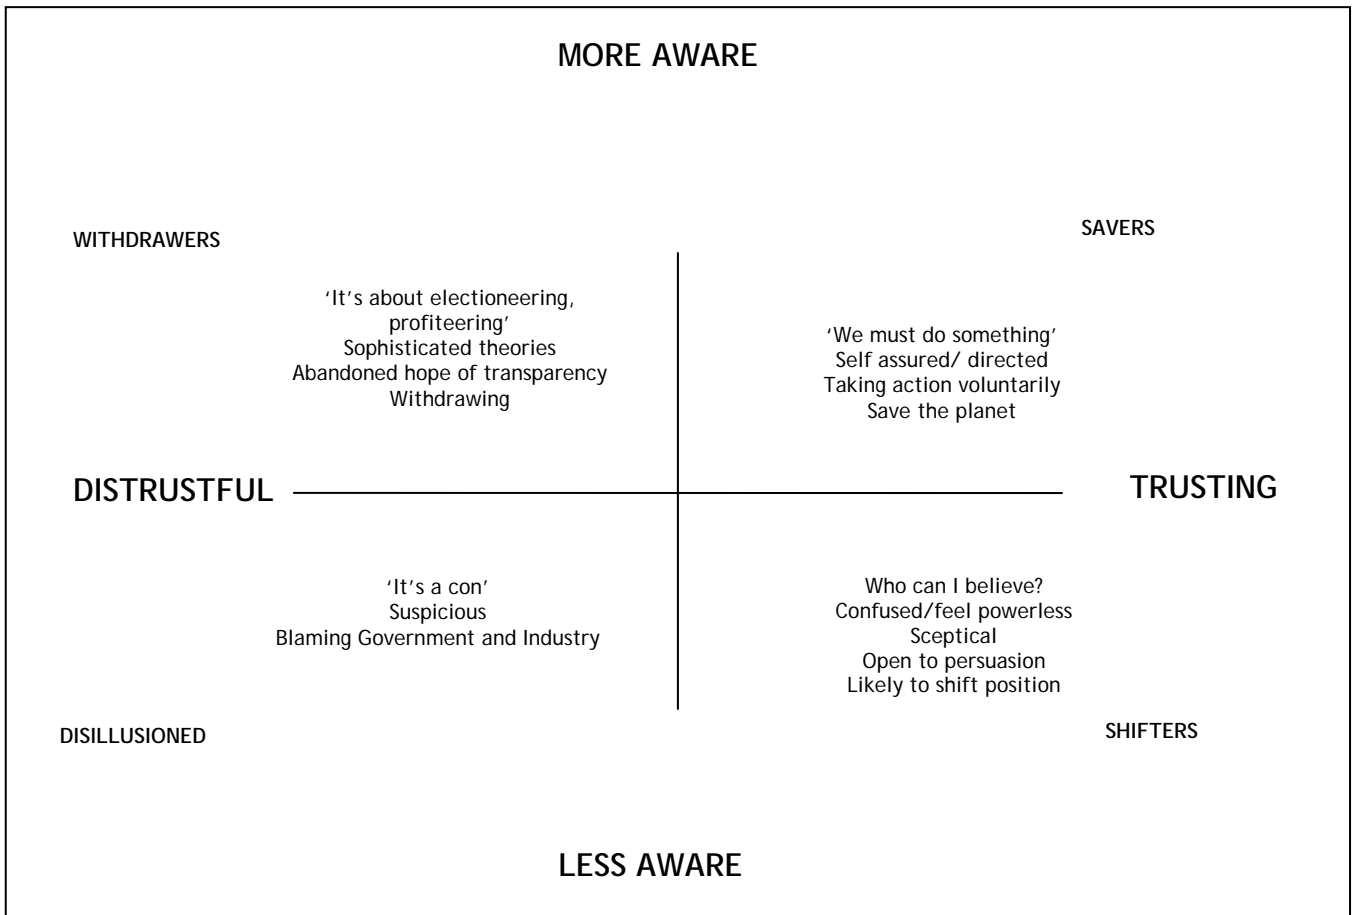 MORE AWARE
WITHDRAWERS
SAVERS
‘It’s about electioneering,
profiteering’
Sophisticated theories
Abandoned hope of transparency
Withdrawing
‘We must do something’
Self assured/ directed
Taking action voluntarily
Save the planet
DISTRUSTFUL
TRUSTING
‘It’s a con’
Suspicious
Blaming Government and Industry
Who can I believe?
Confused/feel powerless
Sceptical
Open to persuasion
Likely to shift position
DISILLUSIONED
SHIFTERS
LESS AWARE